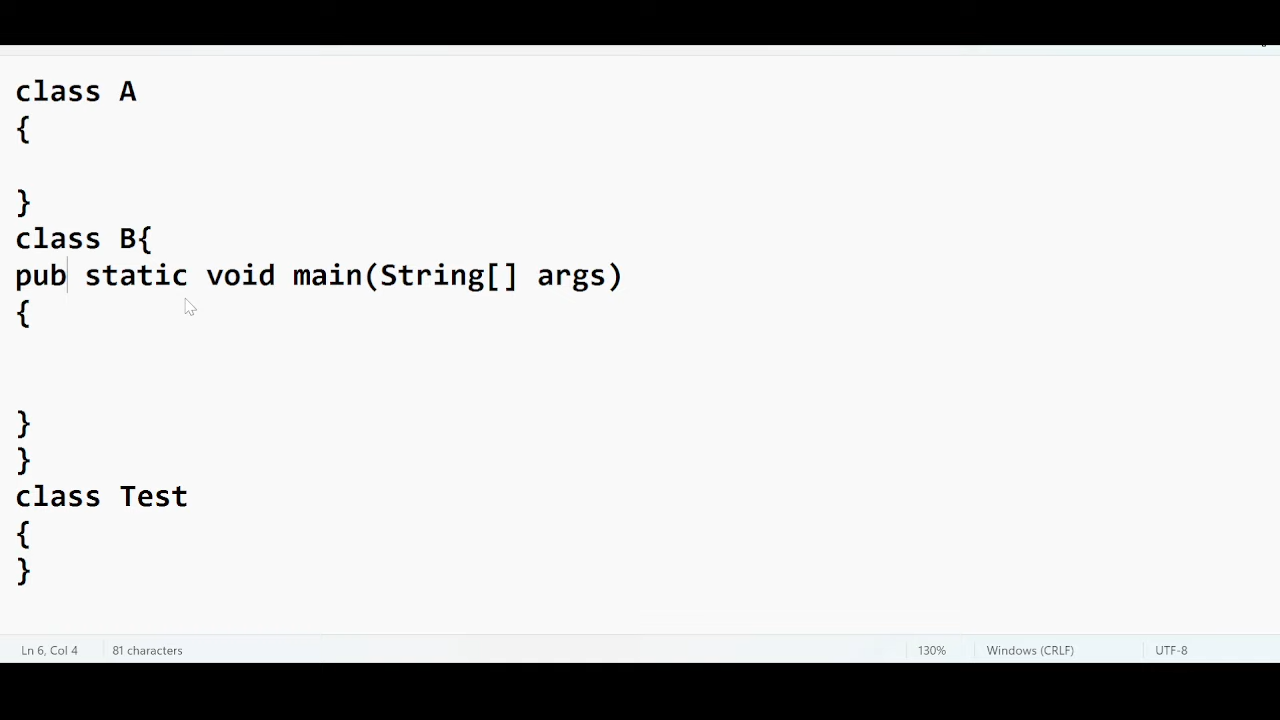 class A
{
}
class B{
pub static void main(String[] args)
{
}
}
class Test
{
}
Ln 6, Col 4 81 characters 130% Windows (CRLF) UTF-8